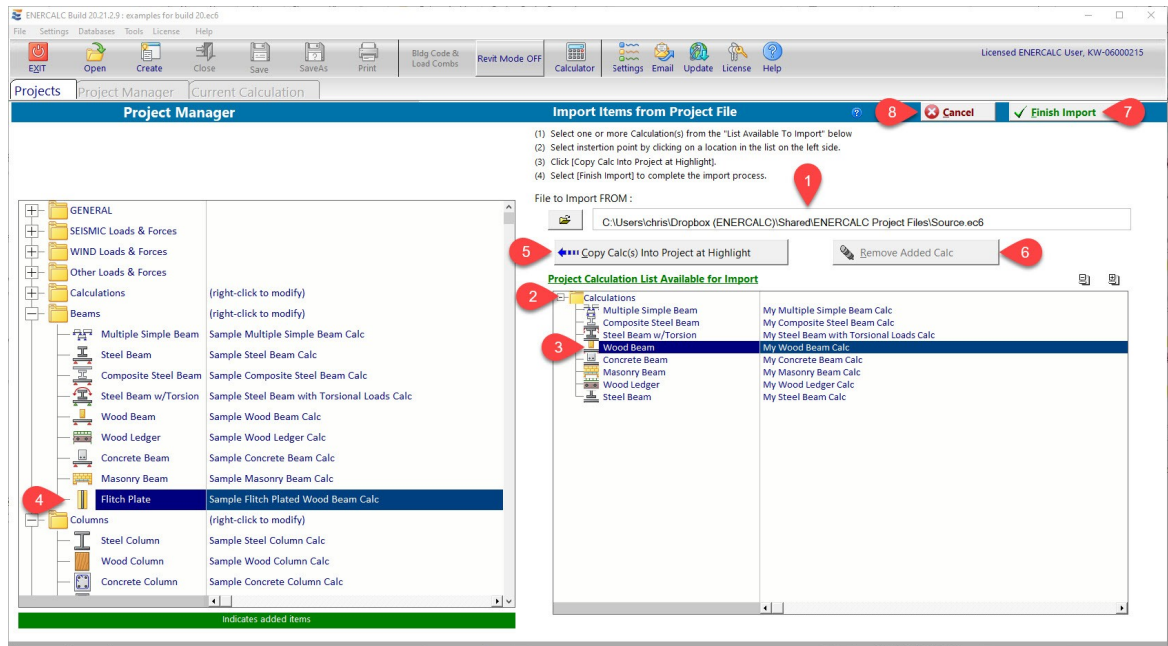 ENERCALC Build 20.21.2.9 : examples for build 20.ec6
File Settings Databases Tools License Help
EXIT Open Create Close Save SaveAs Print Bldg Code & Load Combs Revit Mode OFF Calculator Settings Email Update License Help Licensed ENERCALC User, KW-06000215
Projects Project Manager Current Calculation
Project Manager
GENERAL
SEISMIC Loads & Forces
WIND Loads & Forces
Other Loads & Forces
Calculations (right-click to modify)
Beams (right-click to modify)
Multiple Simple Beam Sample Multiple Simple Beam Calc
Steel Beam Sample Steel Beam Calc
Composite Steel Beam Sample Composite Steel Beam Calc
Steel Beam w/Torsion Sample Steel Beam with Torsional Loads Calc
Wood Beam Sample Wood Beam Calc
Wood Ledger Sample Wood Ledger Calc
Concrete Beam Sample Concrete Beam Calc
Masonry Beam Sample Masonry Beam Calc
4 Flitch Plate Sample Flitch Plated Wood Beam Calc
Columns (right-click to modify)
Steel Column Sample Steel Column Calc
Wood Column Sample Wood Column Calc
Concrete Column Sample Concrete Column Calc
Indicates added items
Import Items from Project File 8 Cancel Finish Import 7
(1) Select one or more Calculation(s) from the "List Available To Import" below
(2) Select instertion point by clicking on a location in the list on the left side.
(3) Click [Copy Calc Into Project at Highlight].
(4) Select [Finish Import] to complete the import process.
1
File to Import FROM :
C:\Users\chris\Dropbox (ENERCALC)\Shared\ENERCALC Project Files\Source.ec6
5 Copy Calc(s) Into Project at Highlight Remove Added Calc 6
Project Calculation List Available for Import
2 Calculations
Multiple Simple Beam My Multiple Simple Beam Calc
Composite Steel Beam My Composite Steel Beam Calc
Steel Beam w/Torsion My Steel Beam with Torsional Loads Calc
3 Wood Beam My Wood Beam Calc
Concrete Beam My Concrete Beam Calc
Masonry Beam My Masonry Beam Calc
Wood Ledger My Wood Ledger Calc
Steel Beam My Steel Beam Calc